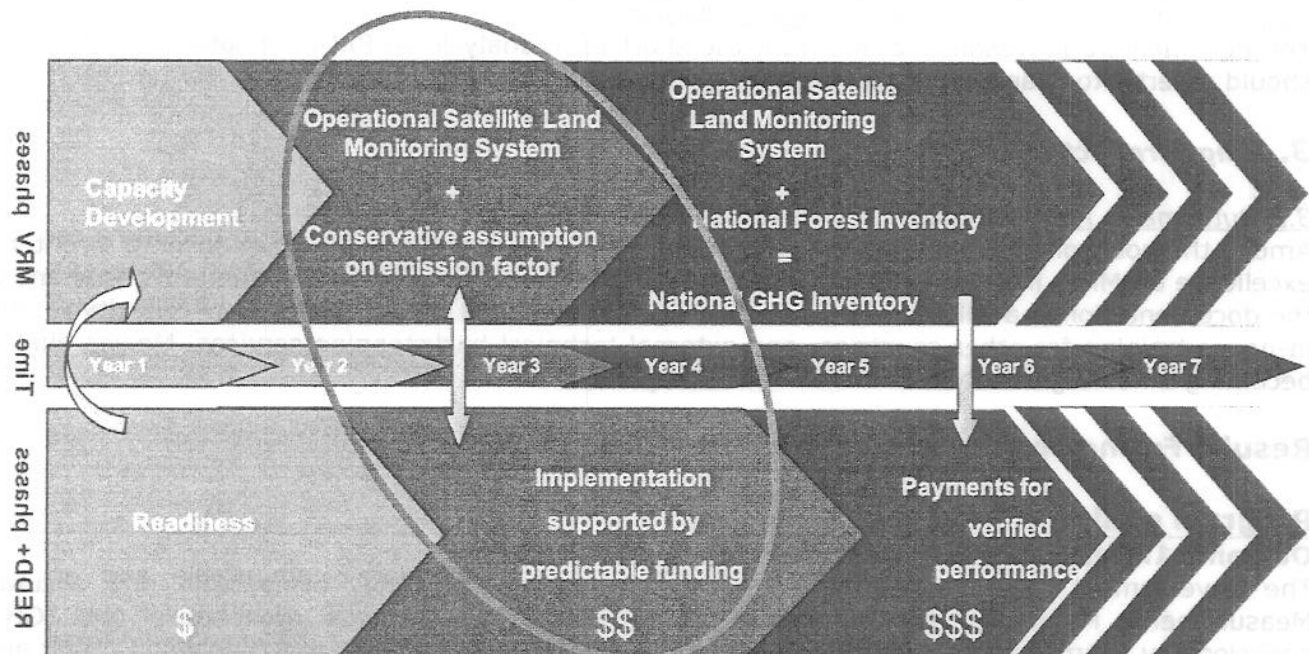 MRV phases
Capacity
Development
Operational Satellite Land
Monitoring System
+
Conservative assumption
on emission factor
Operational Satellite
Land Monitoring
System
+
National Forest Inventory
=
National GHG Inventory
Time
Year 1
Year 2
Year 3
Year 4
Year 5
Year 6
Year 7
REDD+ phases
Readiness
$
Implementation
supported by
predictable funding
$$
Payments for
verified
performance
$$$